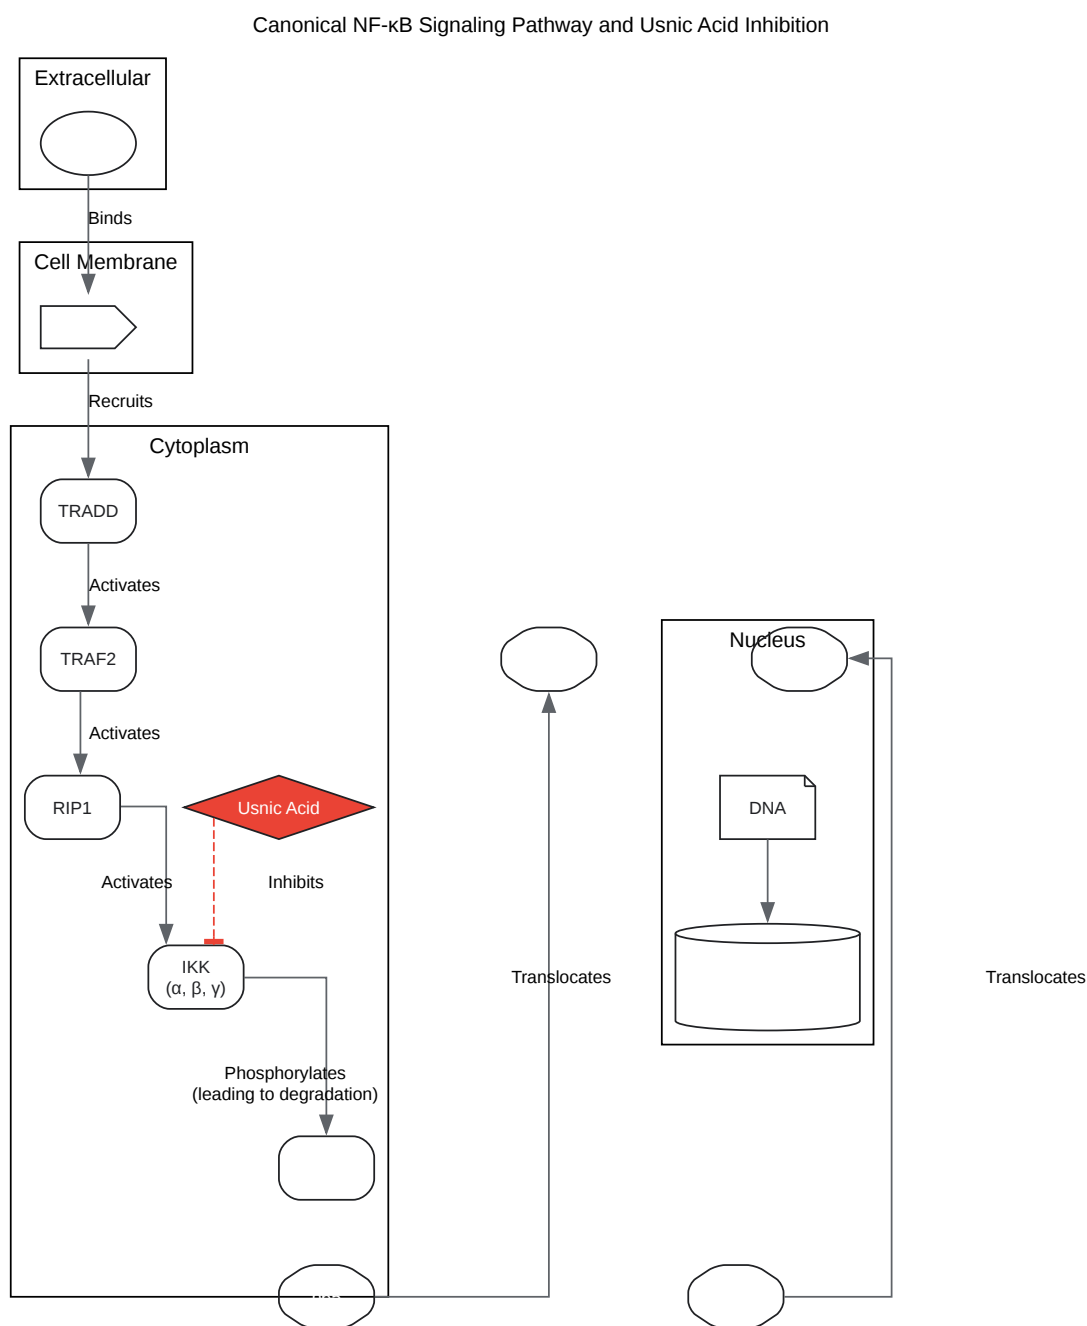 Canonical NF-κB Signaling Pathway and Usnic Acid Inhibition
Extracellular
Binds
Cell Membrane
Recruits
Cytoplasm
TRADD
Activates
TRAF2
Nucleus
Activates
RIP1
Usnic Acid
DNA
Activates
Inhibits
IKK
(α, β, γ)
Translocates
Translocates
Phosphorylates
(leading to degradation)